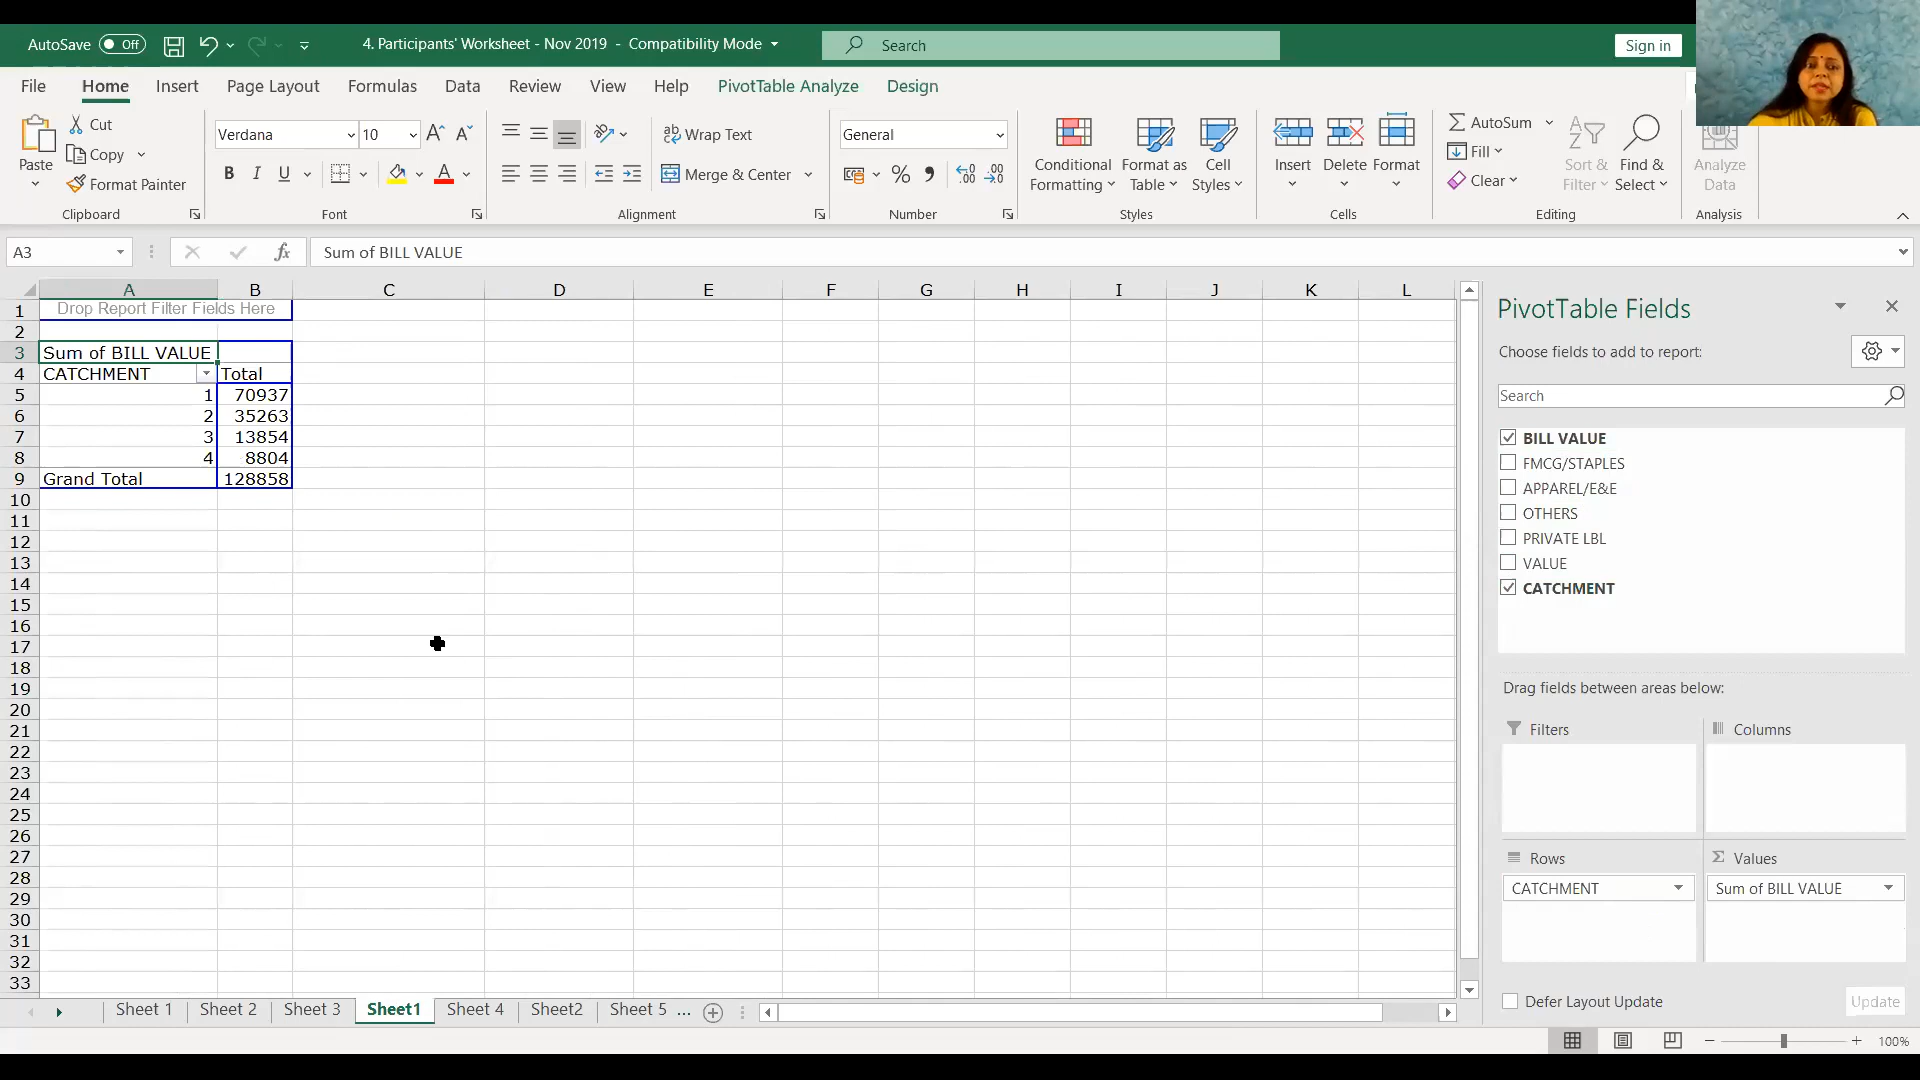 AutoSave Off 4. Participants' Worksheet - Nov 2019 - Compatibility Mode Search Sign in
File Home Insert Page Layout Formulas Data Review View Help PivotTable Analyze Design
Paste Cut Copy Format Painter Clipboard
Verdana 10 B I U A Font
ab Wrap Text Merge & Center Alignment
General % Number
Conditional Formatting Format as Table Cell Styles Styles
Insert Delete Format Cells
AutoSum Fill Clear Sort & Filter Find & Select Editing
Analyze Data Analysis
A3 fx Sum of BILL VALUE
A B C D E F G H I J K L
1 Drop Report Filter Fields Here
2
3 Sum of BILL VALUE
4 CATCHMENT Total
5 1 70937
6 2 35263
7 3 13854
8 4 8804
9 Grand Total 128858
10
11
12
13
14
15
16
17
18
19
20
21
22
23
24
25
26
27
28
29
30
31
32
33
PivotTable Fields
Choose fields to add to report:
Search
BILL VALUE
FMCG/STAPLES
APPAREL/E&E
OTHERS
PRIVATE LBL
VALUE
CATCHMENT
Drag fields between areas below:
Filters Columns
Rows Values
CATCHMENT Sum of BILL VALUE
Defer Layout Update Update
Sheet 1 Sheet 2 Sheet 3 Sheet1 Sheet 4 Sheet2 Sheet 5 ...
100%